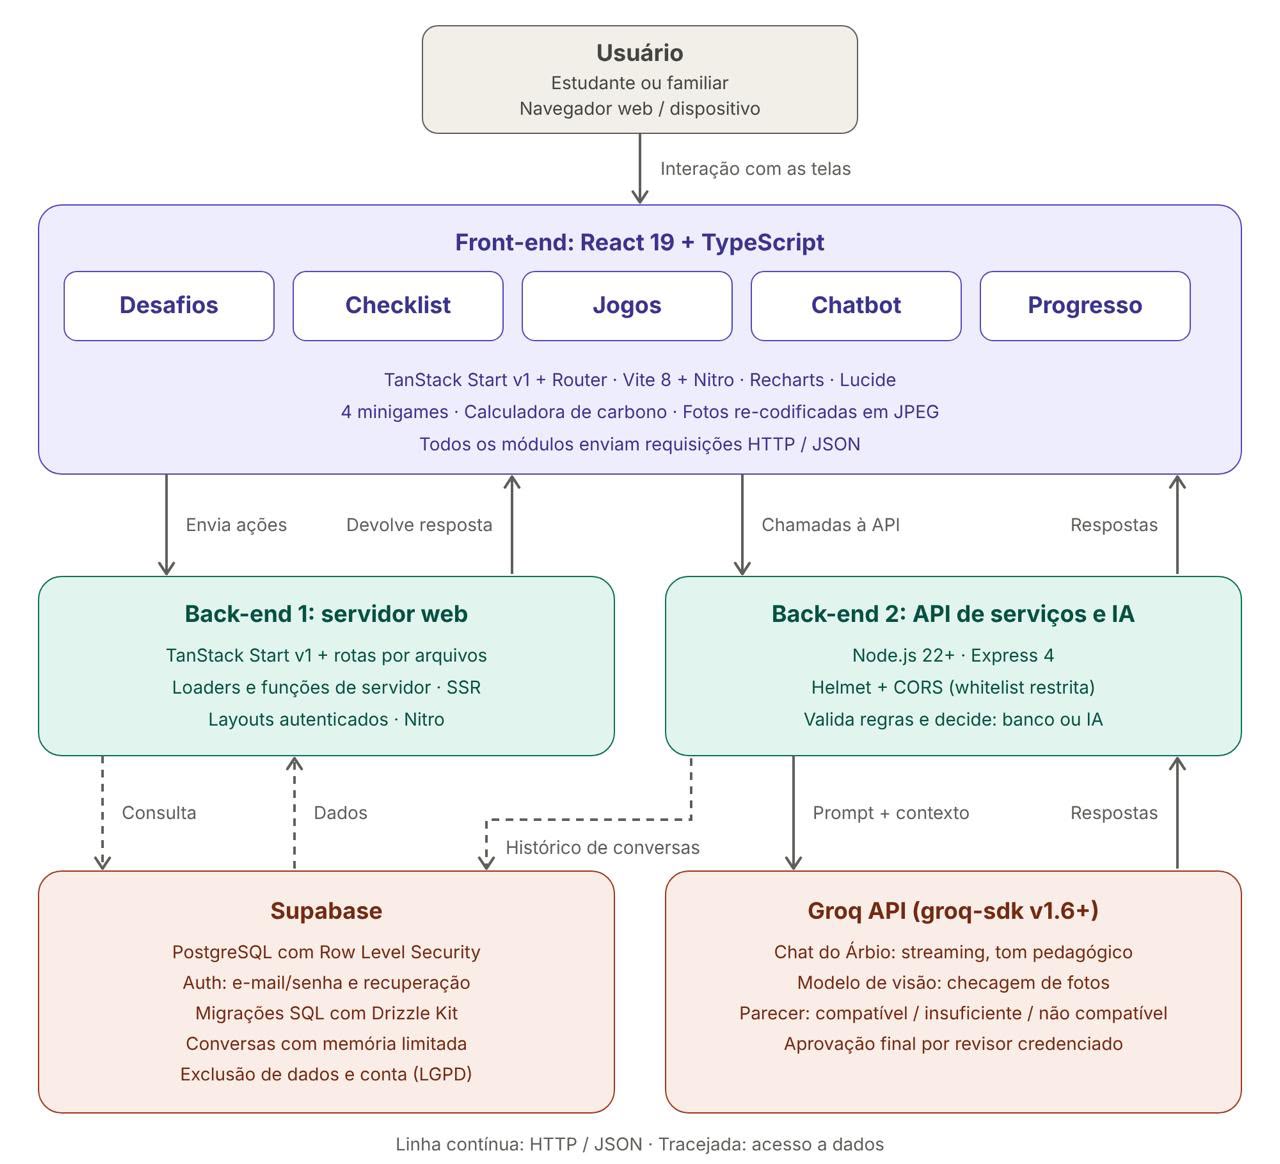 Usuário
Estudante ou familiar
Navegador web / dispositivo
Interação com as telas
Front-end: React 19 + TypeScript
Desafios
Checklist
Jogos
Chatbot
Progresso
TanStack Start v1 + Router · Vite 8 + Nitro · Recharts · Lucide
4 minigames · Calculadora de carbono · Fotos re-codificadas em JPEG
Todos os módulos enviam requisições HTTP / JSON
Envia ações
Devolve resposta
Chamadas à API
Respostas
Back-end 1: servidor web
TanStack Start v1 + rotas por arquivos
Loaders e funções de servidor · SSR
Layouts autenticados · Nitro
Back-end 2: API de serviços e IA
Node.js 22+ · Express 4
Helmet + CORS (whitelist restrita)
Valida regras e decide: banco ou IA
Consulta
Dados
Histórico de conversas
Prompt + contexto
Respostas
Supabase
PostgreSQL com Row Level Security
Auth: e-mail/senha e recuperação
Migrações SQL com Drizzle Kit
Conversas com memória limitada
Exclusão de dados e conta (LGPD)
Groq API (groq-sdk v1.6+)
Chat do Árbio: streaming, tom pedagógico
Modelo de visão: checagem de fotos
Parecer: compatível / insuficiente / não compatível
Aprovação final por revisor credenciado
Linha contínua: HTTP / JSON · Tracejada: acesso a dados